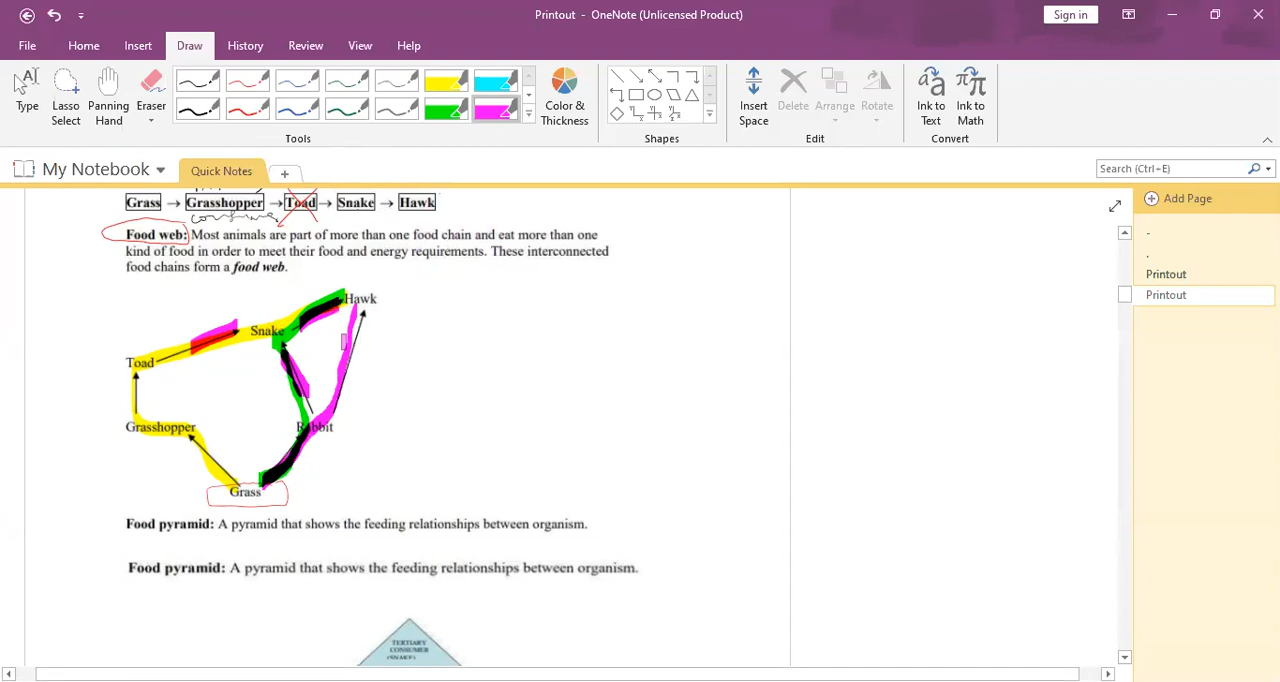 Printout - OneNote (Unlicensed Product)
Sign in
File Home Insert Draw History Review View Help
Type
Lasso Select
Panning Hand
Eraser
Color & Thickness
Insert Space
Delete
Arrange
Rotate
Ink to Text
Ink to Math
Tools
Shapes
Edit
Convert
My Notebook
Quick Notes
+
Search (Ctrl+E)
Add Page
-
.
Printout
Printout
Grass → Grasshopper → Toad → Snake → Hawk
Food web: Most animals are part of more than one food chain and eat more than one
kind of food in order to meet their food and energy requirements. These interconnected
food chains form a food web.
Hawk
Snake
Toad
Grasshopper
Rabbit
Grass
Food pyramid: A pyramid that shows the feeding relationships between organism.
Food pyramid: A pyramid that shows the feeding relationships between organism.
TERTIARY
CONSUMER
(SNAKE)